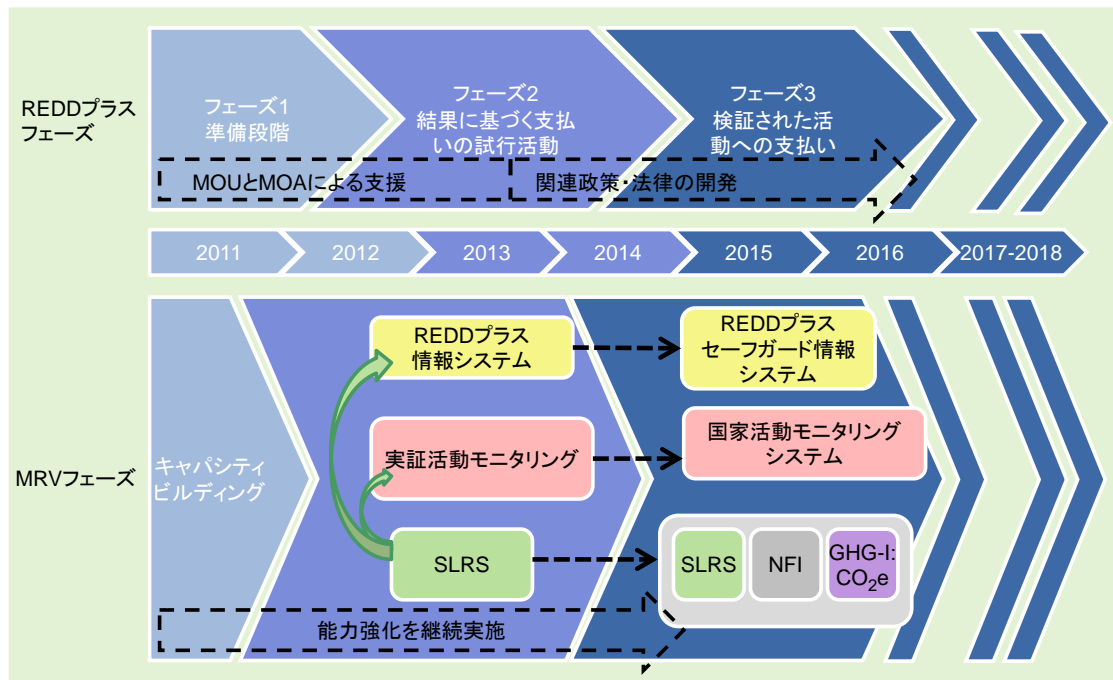 REDDプラス
フェーズ
フェーズ1
準備段階
フェーズ2
結果に基づく支払
いの試行活動
フェーズ3
検証された活
動への支払い
MOUとMOAによる支援
関連政策・法律の開発
2011
2012
2013
2014
2015
2016
2017-2018
MRVフェーズ
キャパシティ
ビルディング
REDDプラス
情報システム
REDDプラス
セーフガード情報
システム
実証活動モニタリング
国家活動モニタリング
システム
SLRS
SLRS
NFI
GHG-I:
CO₂e
能力強化を継続実施